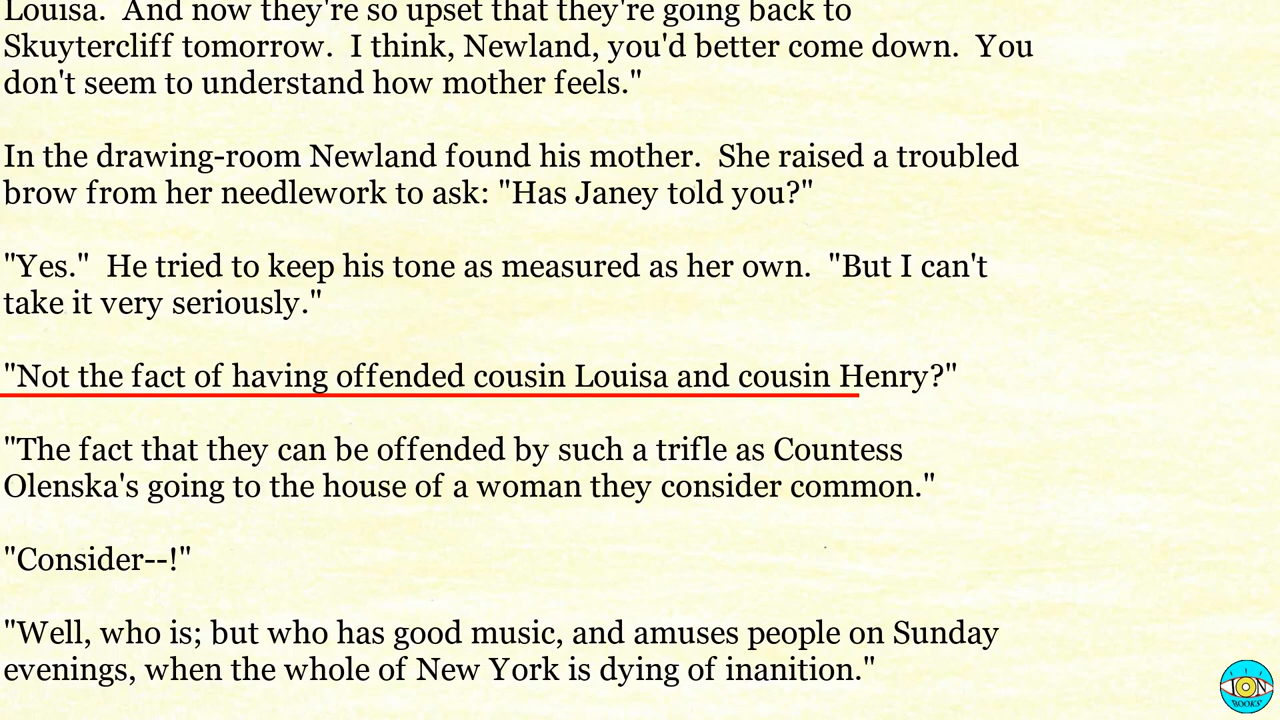 Louisa.  And now they're so upset that they're going back to
Skuytercliff tomorrow.  I think, Newland, you'd better come down.  You
don't seem to understand how mother feels."
In the drawing-room Newland found his mother.  She raised a troubled
brow from her needlework to ask: "Has Janey told you?"
"Yes."  He tried to keep his tone as measured as her own.  "But I can't
take it very seriously."
"Not the fact of having offended cousin Louisa and cousin Henry?"
"The fact that they can be offended by such a trifle as Countess
Olenska's going to the house of a woman they consider common."
"Consider--!"
"Well, who is; but who has good music, and amuses people on Sunday
evenings, when the whole of New York is dying of inanition."
ION
BOOKS